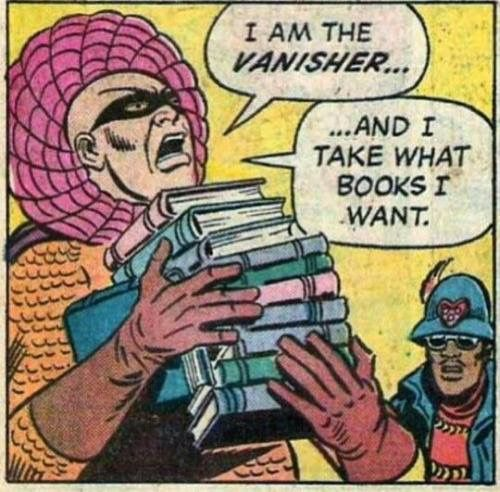 I AM THE
VANISHER...
...AND I
TAKE WHAT
BOOKS I
WANT.